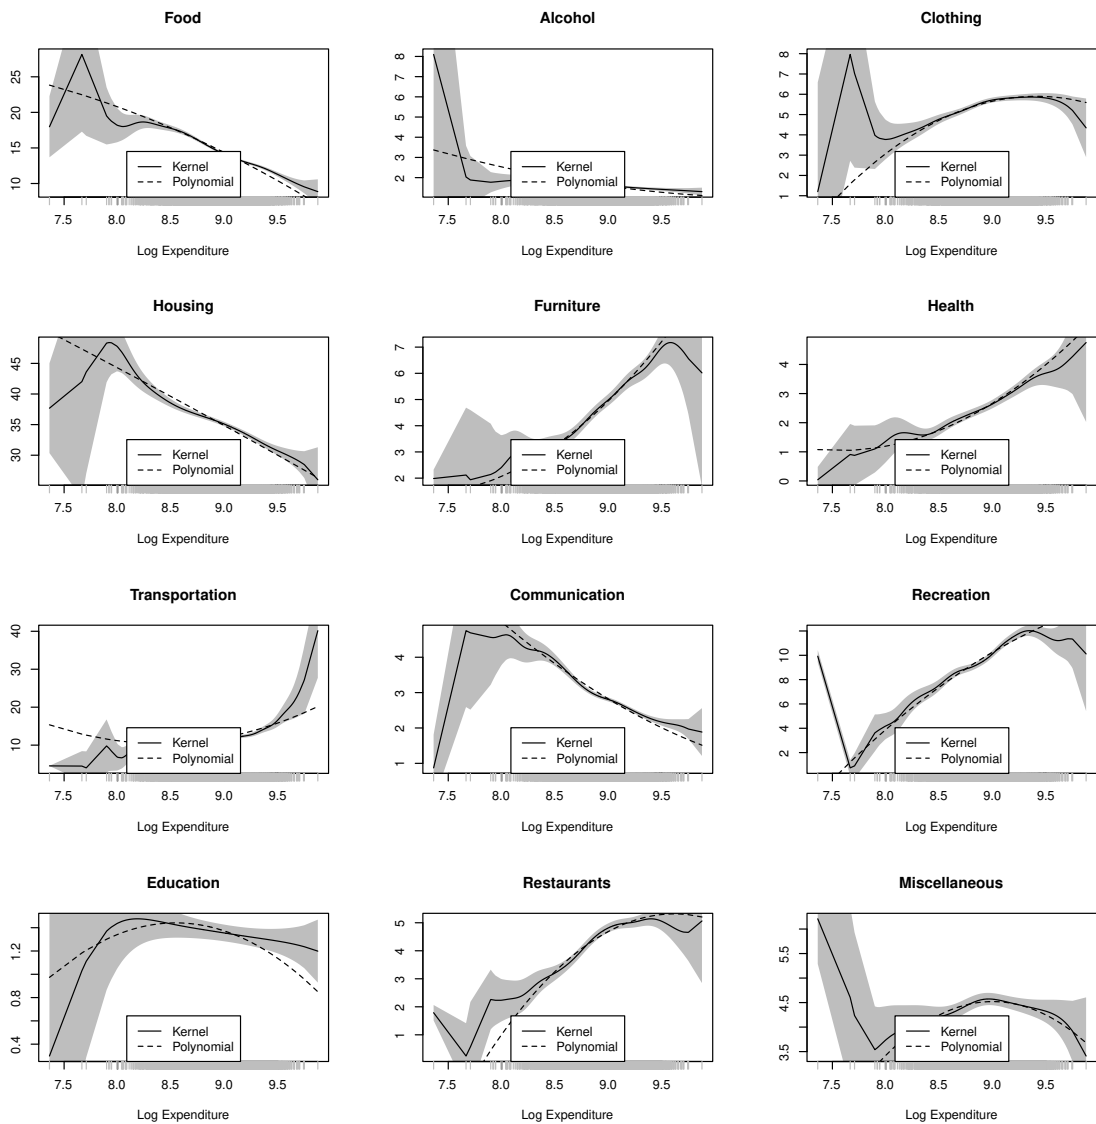 Food
25
20
15
10
Kernel
Polynomial
7.5 8.0 8.5 9.0 9.5
Log Expenditure
Alcohol
8
7
6
5
4
3
2
Kernel
Polynomial
7.5 8.0 8.5 9.0 9.5
Log Expenditure
Clothing
8
7
6
5
4
3
2
1
Kernel
Polynomial
7.5 8.0 8.5 9.0 9.5
Log Expenditure
Housing
45
40
35
30
Kernel
Polynomial
7.5 8.0 8.5 9.0 9.5
Log Expenditure
Furniture
7
6
5
4
3
2
Kernel
Polynomial
7.5 8.0 8.5 9.0 9.5
Log Expenditure
Health
4
3
2
1
0
Kernel
Polynomial
7.5 8.0 8.5 9.0 9.5
Log Expenditure
Transportation
40
30
20
10
Kernel
Polynomial
7.5 8.0 8.5 9.0 9.5
Log Expenditure
Communication
4
3
2
1
Kernel
Polynomial
7.5 8.0 8.5 9.0 9.5
Log Expenditure
Recreation
10
8
6
4
2
Kernel
Polynomial
7.5 8.0 8.5 9.0 9.5
Log Expenditure
Education
1.2
0.8
0.4
Kernel
Polynomial
7.5 8.0 8.5 9.0 9.5
Log Expenditure
Restaurants
5
4
3
2
1
Kernel
Polynomial
7.5 8.0 8.5 9.0 9.5
Log Expenditure
Miscellaneous
5.5
4.5
3.5
Kernel
Polynomial
7.5 8.0 8.5 9.0 9.5
Log Expenditure